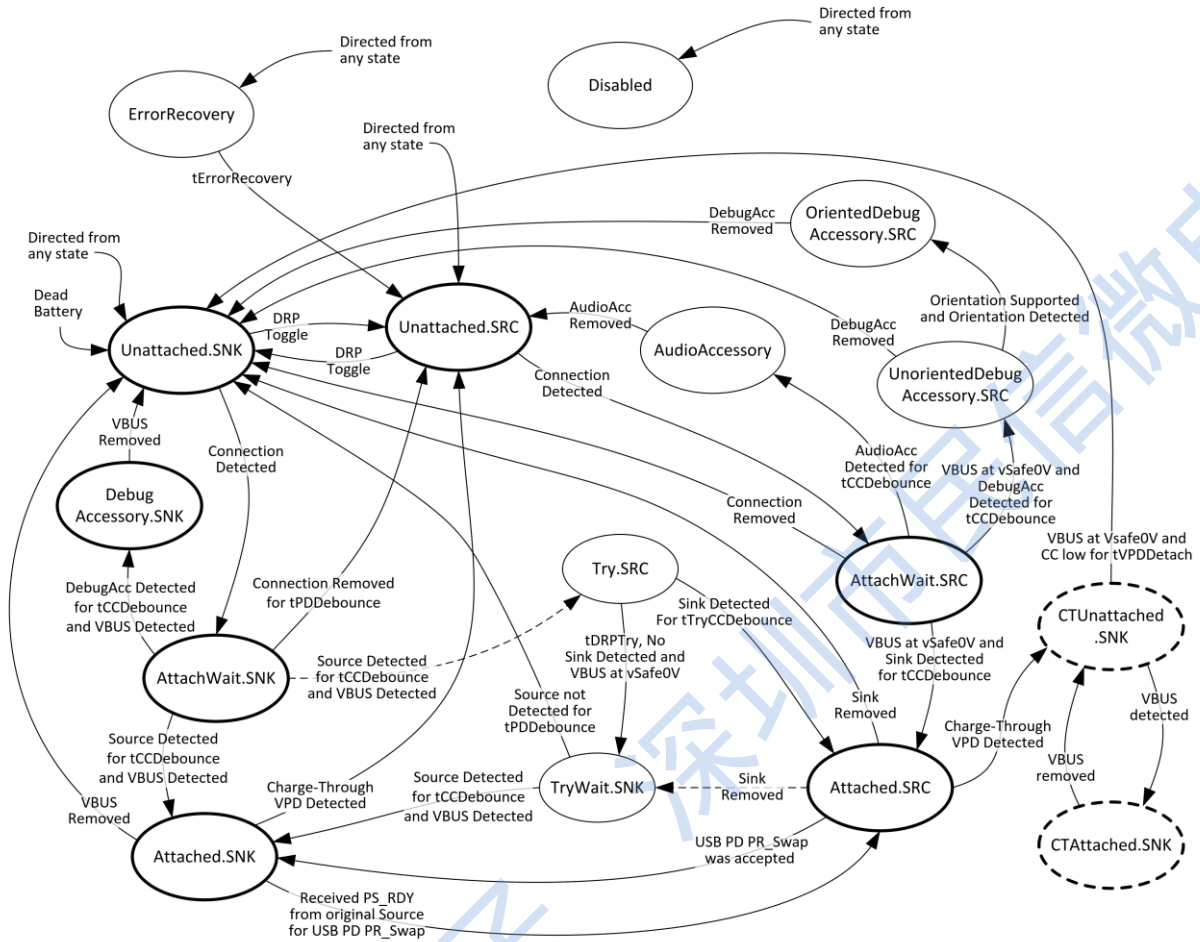 Directed from
any state
ErrorRecovery
Directed from
any state
Disabled
tErrorRecovery
Directed from
any state
DebugAcc
Removed
OrientedDebug
Accessory.SRC
Directed from
any state
Dead
Battery
Unattached.SNK
DRP
Toggle
DRP
Toggle
Unattached.SRC
AudioAcc
Removed
AudioAccessory
DebugAcc
Removed
Orientation Supported
and Orientation Detected
UnorientedDebug
Accessory.SRC
Connection
Detected
VBUS
Removed
Connection
Detected
Debug
Accessory.SNK
AudioAcc
Detected for
tCCDebounce
VBUS at vSafe0V and
DebugAcc
Detected for
tCCDebounce
Connection
Removed
VBUS at Vsafe0V and
CC low for tVPDDetach
DebugAcc Detected
for tCCDebounce
and VBUS Detected
Connection Removed
for tPDDebounce
Try.SRC
AttachWait.SRC
CTUnattached
.SNK
Sink Detected
For tTryCCDebounce
AttachWait.SNK
Source Detected
for tCCDebounce
and VBUS Detected
tDRPTry, No
Sink Detected and
VBUS at vSafe0V
VBUS at vSafe0V and
Sink Dectected
for tCCDebounce
Source not
Detected for
tPDDebounce
Sink
Removed
Charge-Through
VPD Detected
VBUS
detected
VBUS
removed
Source Detected
for tCCDebounce
and VBUS Detected
VBUS
Removed
Charge-Through
VPD Detected
Source Detected
for tCCDebounce
and VBUS Detected
TryWait.SNK
Sink
Removed
Attached.SRC
CTAttached.SNK
Attached.SNK
USB PD PR_Swap
was accepted
Received PS_RDY
from original Source
for USB PD PR_Swap
深圳市民信微电